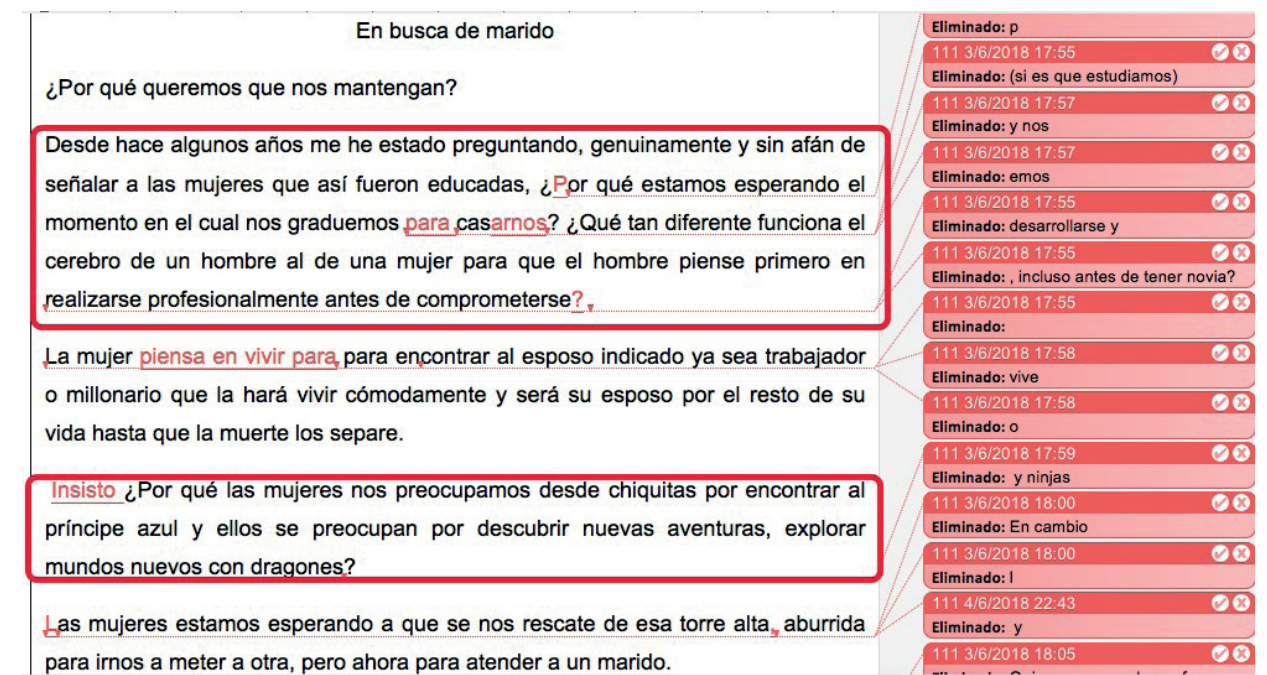 En busca de marido
¿Por qué queremos que nos mantengan?
Desde hace algunos años me he estado preguntando, genuinamente y sin afán de
señalar a las mujeres que así fueron educadas, ¿Por qué estamos esperando el
momento en el cual nos graduemos para casarnos? ¿Qué tan diferente funciona el
cerebro de un hombre al de una mujer para que el hombre piense primero en
realizarse profesionalmente antes de comprometerse?
La mujer piensa en vivir para para encontrar al esposo indicado ya sea trabajador
o millonario que la hará vivir cómodamente y será su esposo por el resto de su
vida hasta que la muerte los separe.
Insisto ¿Por qué las mujeres nos preocupamos desde chiquitas por encontrar al
príncipe azul y ellos se preocupan por descubrir nuevas aventuras, explorar
mundos nuevos con dragones?
Las mujeres estamos esperando a que se nos rescate de esa torre alta, aburrida
para irnos a meter a otra, pero ahora para atender a un marido.
Eliminado: p
111 3/6/2018 17:55
Eliminado: (si es que estudiamos)
111 3/6/2018 17:57
Eliminado: y nos
111 3/6/2018 17:57
Eliminado: emos
111 3/6/2018 17:55
Eliminado: desarrollarse y
111 3/6/2018 17:55
Eliminado: , incluso antes de tener novia?
111 3/6/2018 17:55
Eliminado:
111 3/6/2018 17:58
Eliminado: vive
111 3/6/2018 17:58
Eliminado: o
111 3/6/2018 17:59
Eliminado: y ninjas
111 3/6/2018 18:00
Eliminado: En cambio
111 3/6/2018 18:00
Eliminado: l
111 4/6/2018 22:43
Eliminado: y
111 3/6/2018 18:05